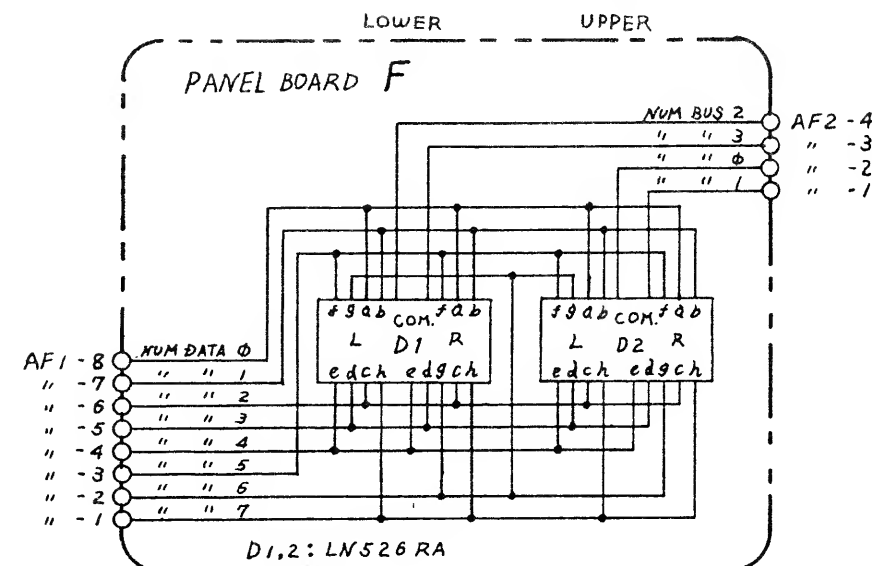 LOWER UPPER
PANEL BOARD F
NUM BUS 2 AF2 - 4
" " 3 " - 3
" " φ " - 2
" " 1 " - 1
f g a b COM. f a b f g a b COM. f a b
L D1 R L D2 R
e d c h e d g c h e d c h e d g c h
AF1 - 8 NUM DATA φ
" - 7 " " 1
" - 6 " " 2
" - 5 " " 3
" - 4 " " 4
" - 3 " " 5
" - 2 " " 6
" - 1 " " 7
D1,2: LN526RA